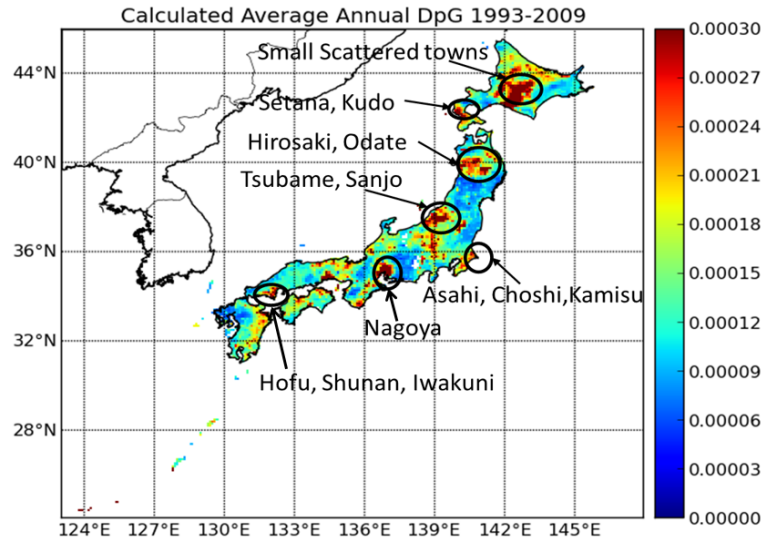 Calculated Average Annual DpG 1993-2009
Small Scattered towns
Setana, Kudo
Hirosaki, Odate
Tsubame, Sanjo
Asahi, Choshi,Kamisu
Nagoya
Hofu, Shunan, Iwakuni
44°N
40°N
36°N
32°N
28°N
124°E 127°E 130°E 133°E 136°E 139°E 142°E 145°E
0.00030
0.00027
0.00024
0.00021
0.00018
0.00015
0.00012
0.00009
0.00006
0.00003
0.00000